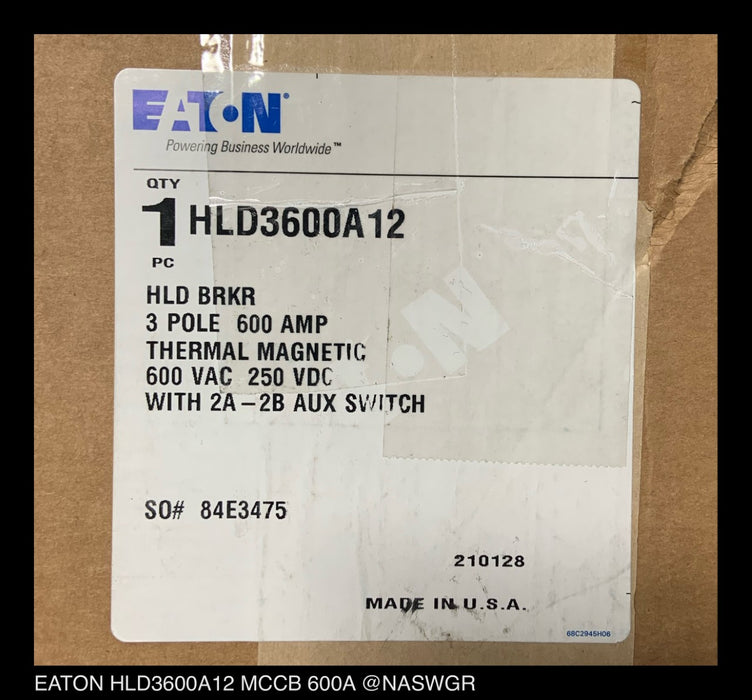 EATON®
Powering Business Worldwide™
QTY
1 HLD3600A12
PC
HLD BRKR
3 POLE 600 AMP
THERMAL MAGNETIC
600 VAC 250 VDC
WITH 2A-2B AUX SWITCH
SO# 84E3475
210128
MADE IN U.S.A.
68C2945H06
EATON HLD3600A12 MCCB 600A @NASWGR